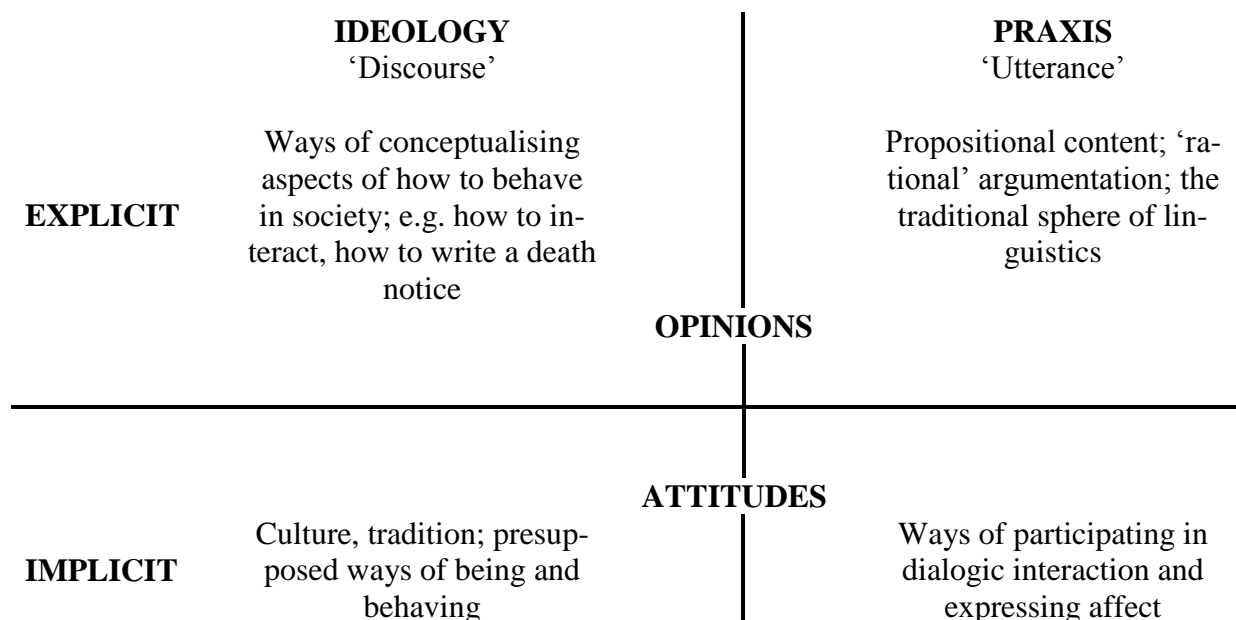 IDEOLOGY
‘Discourse’
PRAXIS
‘Utterance’
EXPLICIT
Ways of conceptualising
aspects of how to behave
in society; e.g. how to in-
teract, how to write a death
notice
Propositional content; ‘ra-
tional’ argumentation; the
traditional sphere of lin-
guistics
OPINIONS
ATTITUDES
IMPLICIT
Culture, tradition; presup-
posed ways of being and
behaving
Ways of participating in
dialogic interaction and
expressing affect